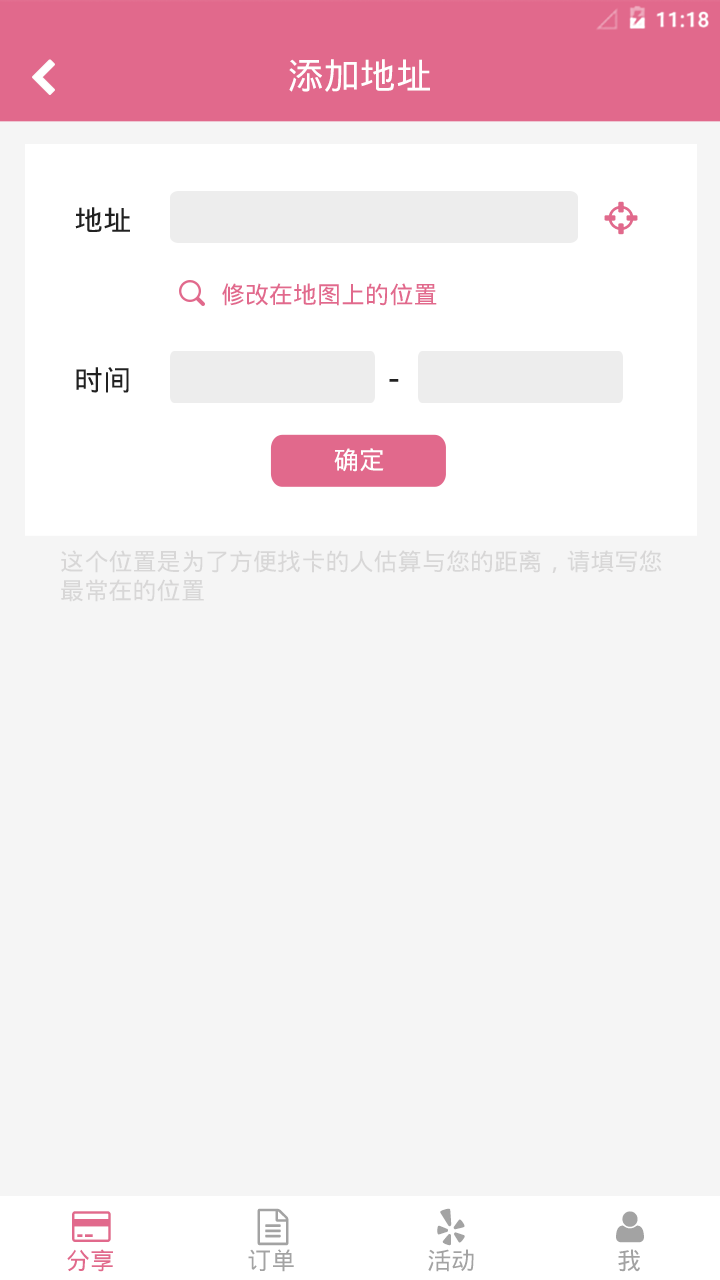 11:18
添加地址
地址
修改在地图上的位置
时间 -
确定
这个位置是为了方便找卡的人估算与您的距离，请填写您
最常在的位置
分享 订单 活动 我